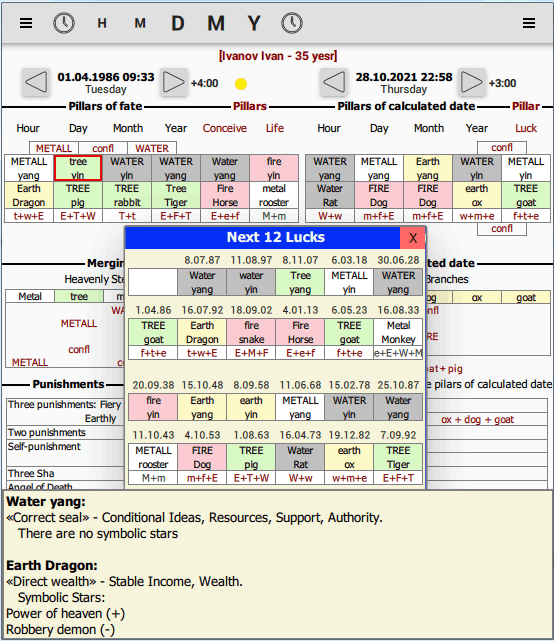 H M D M Y
[Ivanov Ivan - 35 yesr]
01.04.1986 09:33 +4:00 28.10.2021 22:58 +3:00
Tuesday Thursday
Pillars of fate Pillars Pillars of calculated date Pillar
Hour Day Month Year Conceive Life Hour Day Month Year Luck
METALL confl WATER confl
METALL tree WATER WATER Water fire WATER METALL Earth WATER METALL
yang yin yin yang yang yin yang yang yang yin yin
Earth TREE TREE Tree Fire metal Water FIRE FIRE earth TREE
Dragon pig rabbit Tiger Horse rooster Rat Dog Dog ox goat
t+w+E E+T+W T+t E+F+T E+e+f M+m W+w m+f+E m+f+E w+m+e f+t+e
confl
Next 12 Lucks X
8.07.87 11.08.97 8.11.07 6.03.18 30.06.28
Water water Tree METALL WATER
yang yin yang yin yang
1.04.86 16.07.92 18.09.02 4.01.13 6.05.23 16.08.33
TREE Earth fire Fire TREE Metal
goat Dragon snake Horse goat Monkey
f+t+e t+w+E E+M+F E+e+f f+t+e e+E+W+M
20.09.38 15.10.48 8.09.58 11.06.68 15.02.78 25.10.87
fire Earth earth METALL WATER Water
yin yang yin yang yin yang
11.10.43 4.10.53 1.08.63 16.04.73 19.12.82 7.09.92
METALL FIRE TREE Water earth TREE
rooster Dog pig Rat ox Tiger
M+m m+f+E E+T+W W+w w+m+e E+F+T
Heavenly
ated date
Branches
Metal tree ox goat
METALL
confl
METALL confl
pig
Punishments e pillars of calculated date
Three punishments: Fiery
Earthly ox + dog + goat
Two punishments
Self-punishment
Three Sha
Angel of Death
Water yang:
«Correct seal» - Conditional Ideas, Resources, Support, Authority.
There are no symbolic stars
Earth Dragon:
«Direct wealth» - Stable Income, Wealth.
Symbolic Stars:
Power of heaven (+)
Robbery demon (-)